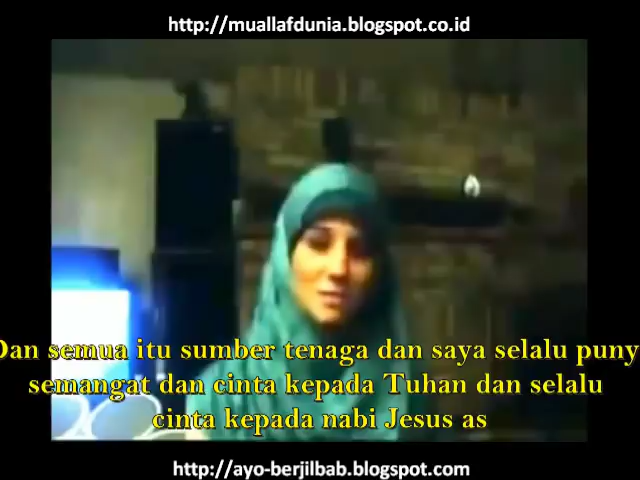 http://muallafdunia.blogspot.co.id
Dan semua itu sumber tenaga dan saya selalu puny
semangat dan cinta kepada Tuhan dan selalu
cinta kepada nabi Jesus as
http://ayo-berjilbab.blogspot.com